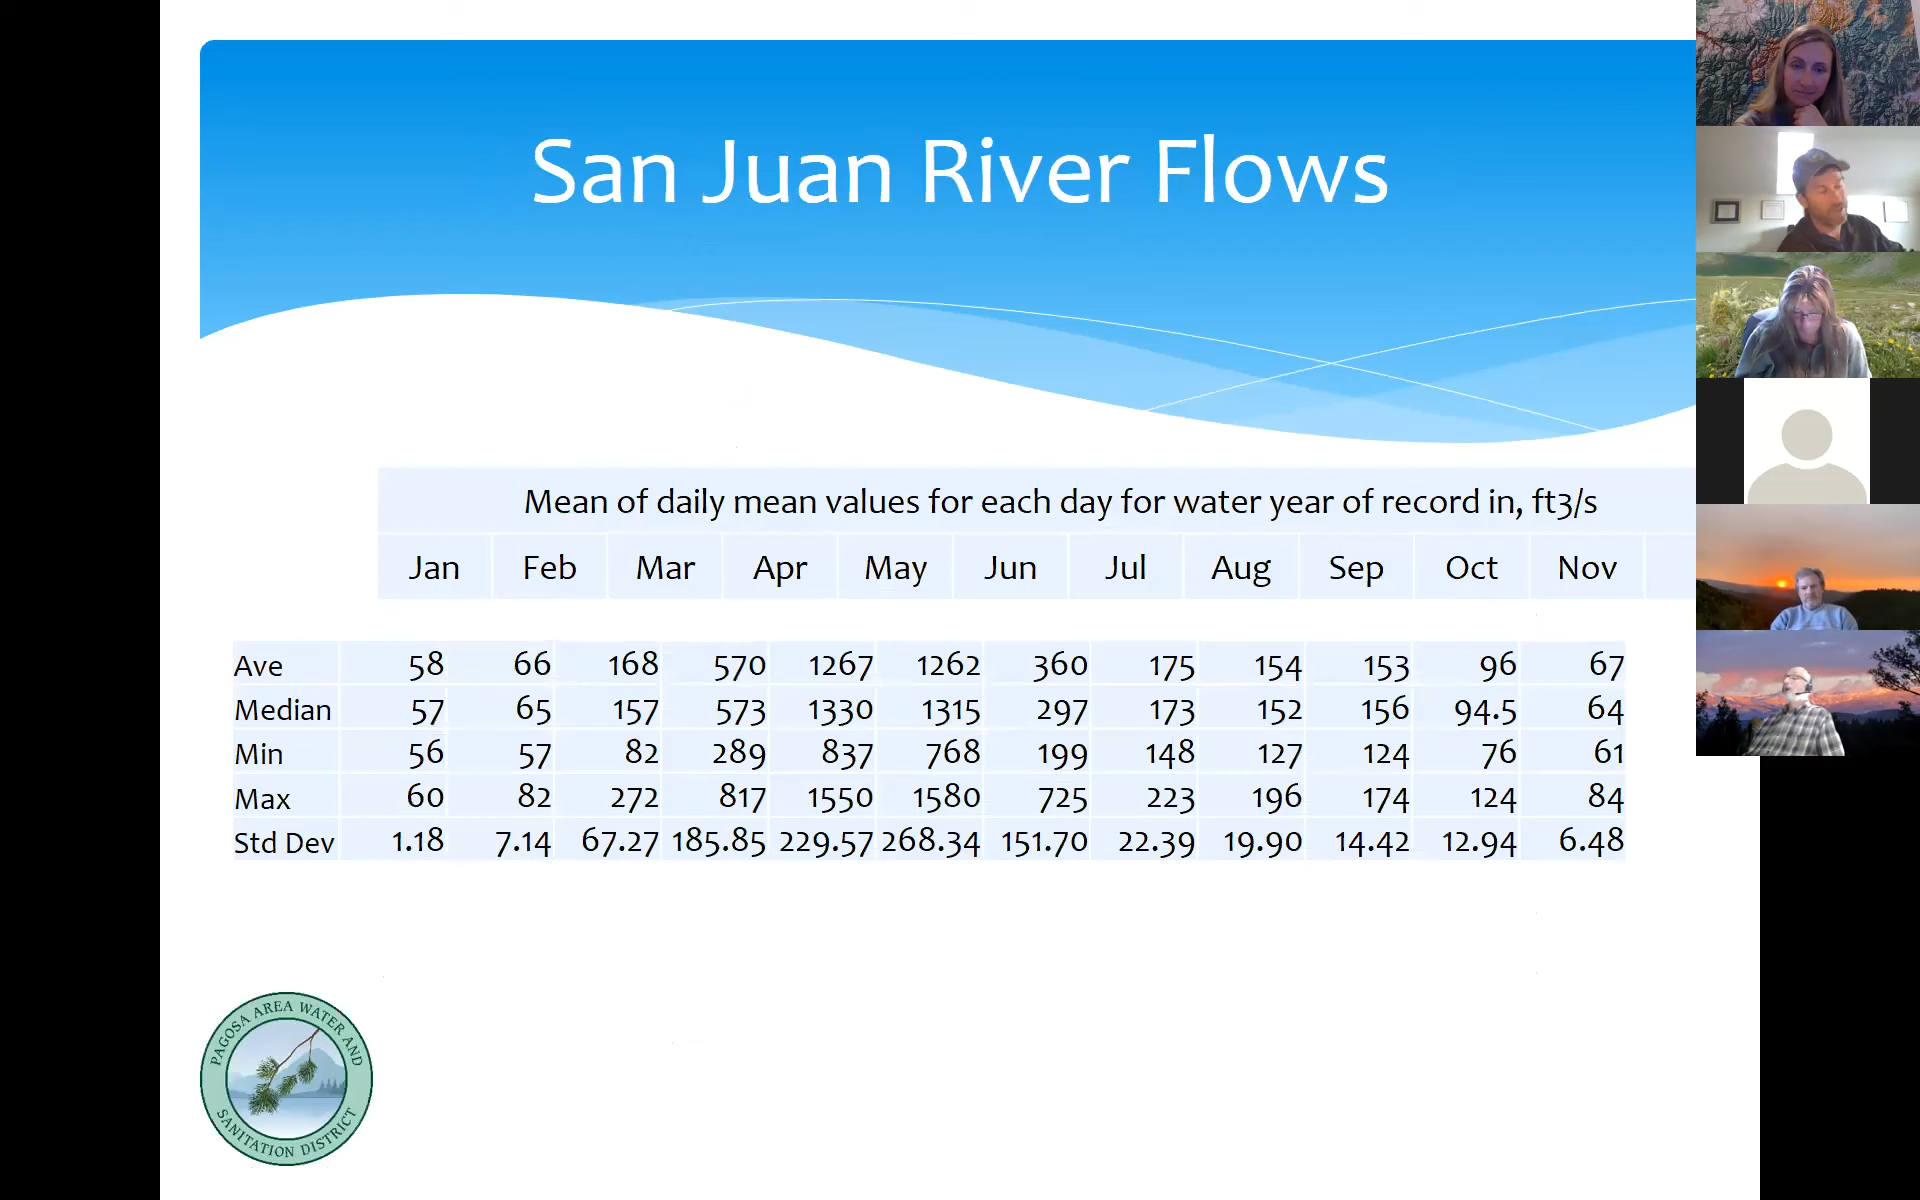 San Juan River Flows
Mean of daily mean values for each day for water year of record in, ft3/s
Jan Feb Mar Apr May Jun Jul Aug Sep Oct Nov
Ave 58 66 168 570 1267 1262 360 175 154 153 96 67
Median 57 65 157 573 1330 1315 297 173 152 156 94.5 64
Min 56 57 82 289 837 768 199 148 127 124 76 61
Max 60 82 272 817 1550 1580 725 223 196 174 124 84
Std Dev 1.18 7.14 67.27 185.85 229.57 268.34 151.70 22.39 19.90 14.42 12.94 6.48
PAGOSA AREA WATER AND
SANITATION DISTRICT